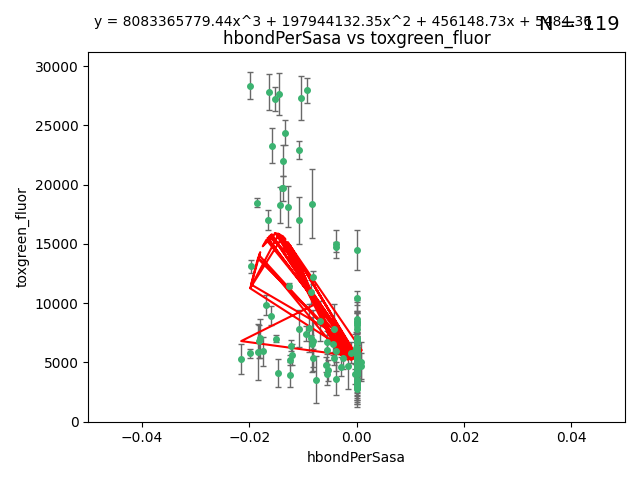 y = 8083365779.44x^3 + 197944132.35x^2 + 456148.73x +
N = 119
hbondPerSasa vs toxgreen_fluor
30000
25000
20000
15000
10000
5000
0
toxgreen_fluor
−0.04
−0.02
0.00
0.02
0.04
hbondPerSasa